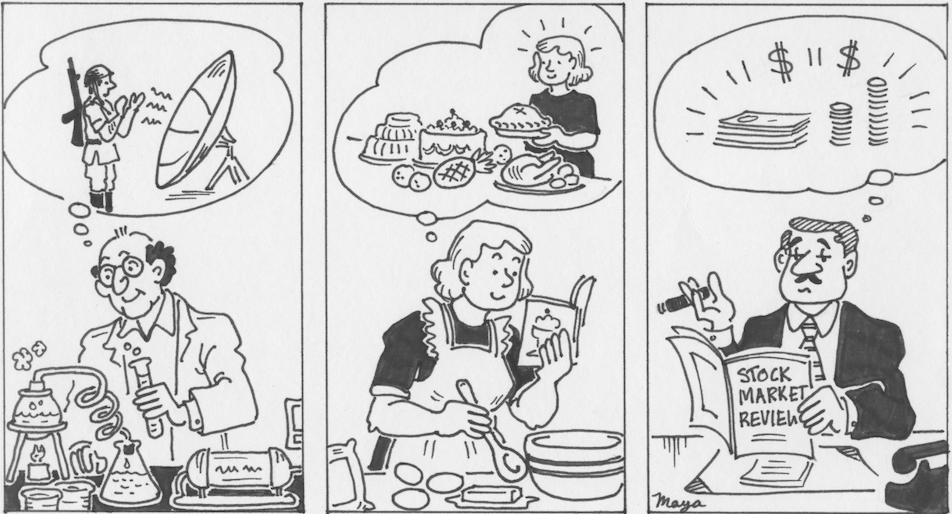 $ $
STOCK
MARKET
REVIEW
Maya